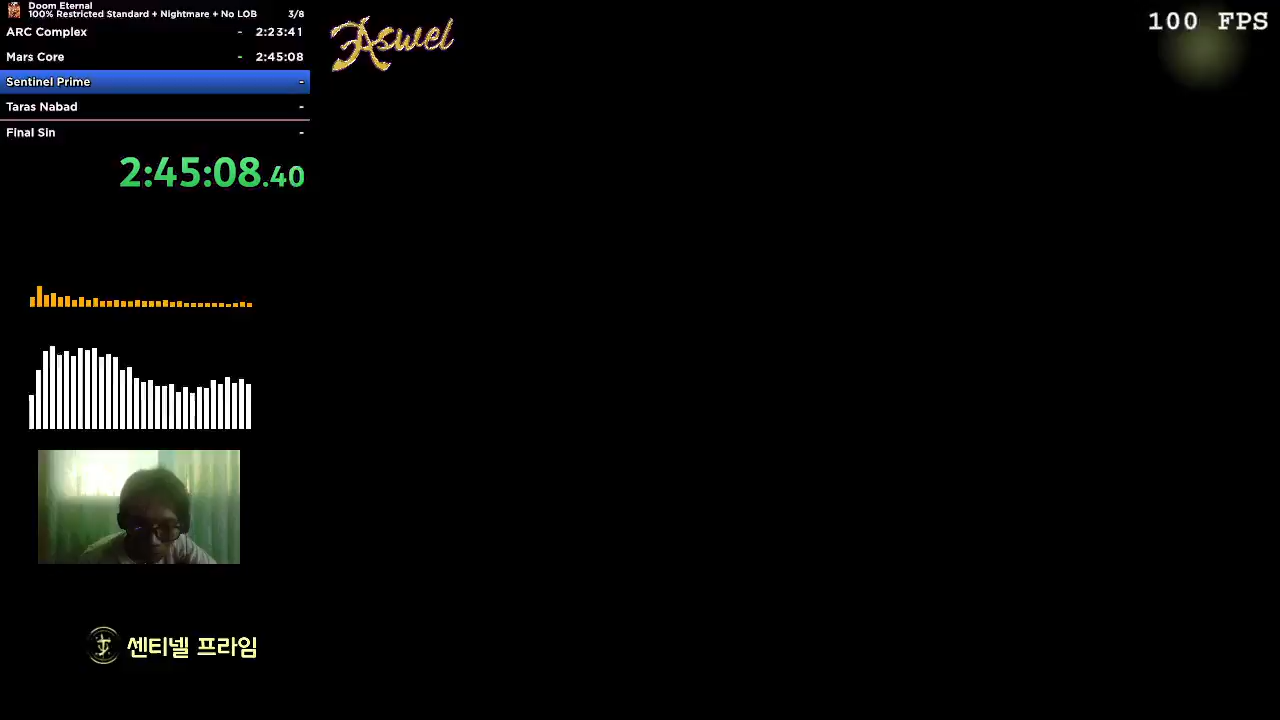 Doom Eternal
100% Restricted Standard + Nightmare + No LOB 3/8
ARC Complex - 2:23:41
Mars Core - 2:45:08
Sentinel Prime -
Taras Nabad -
Final Sin -
2:45:08.40
Aswel
100 FPS
센티넬 프라임